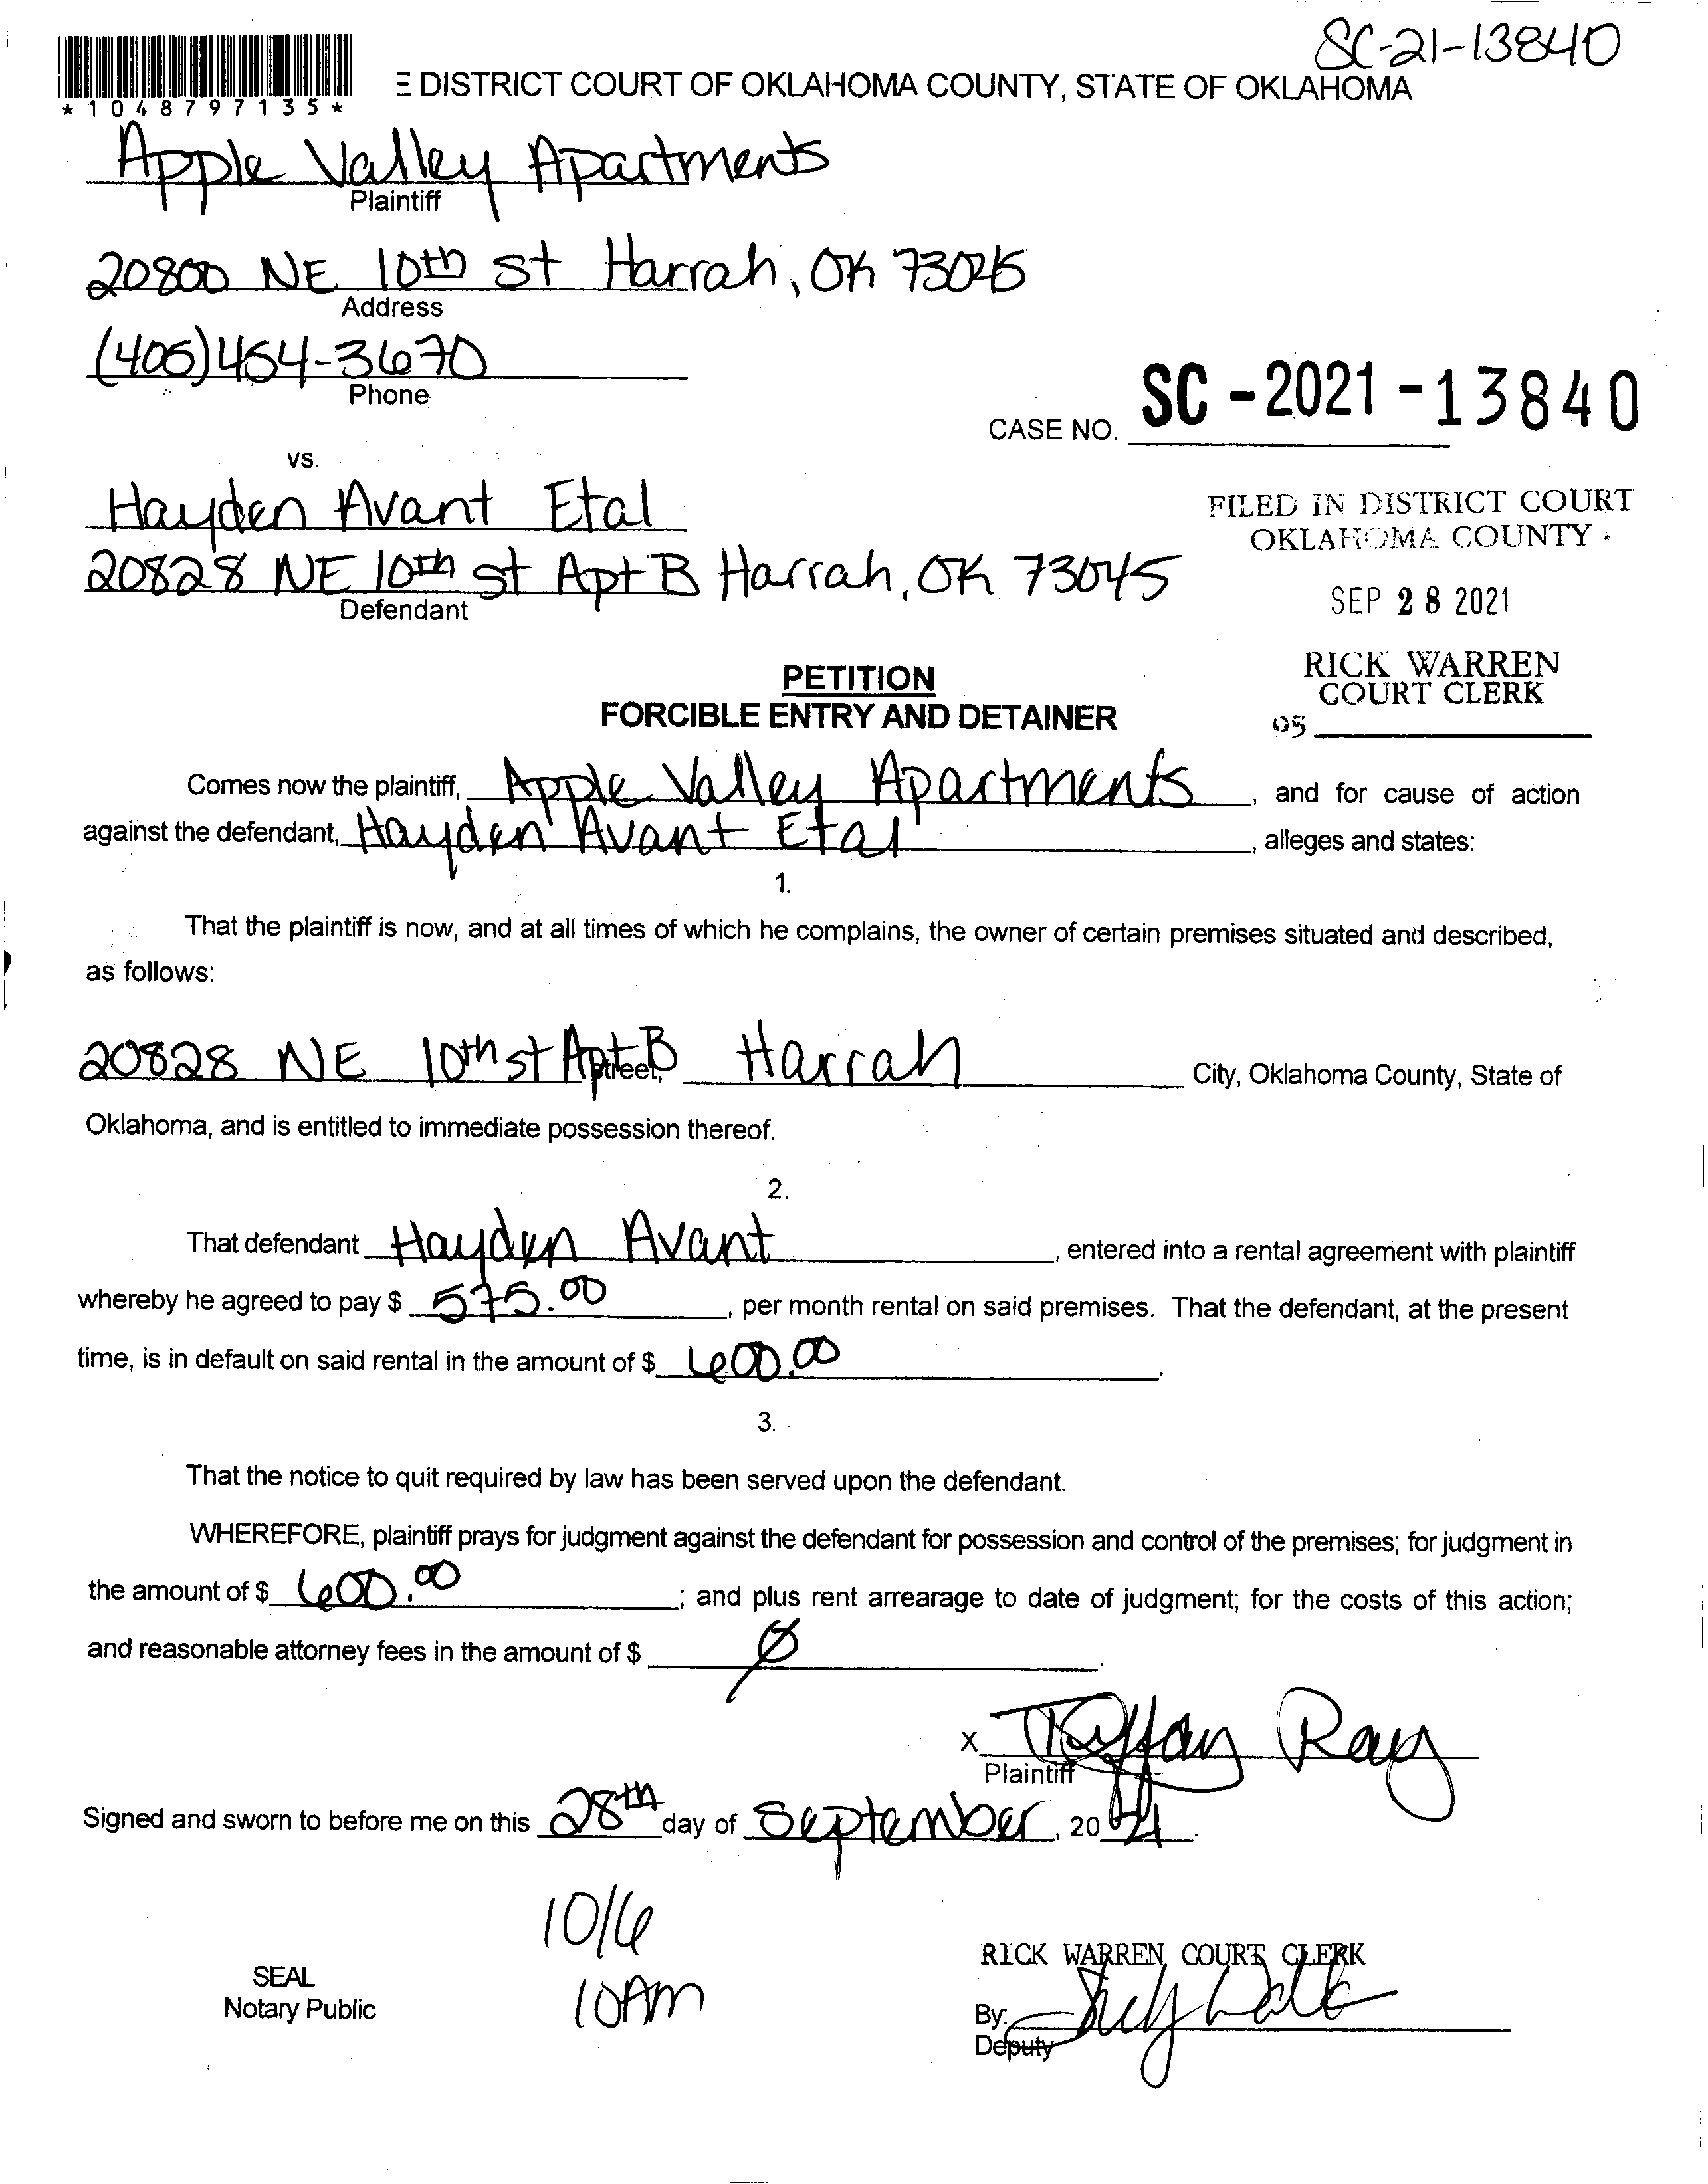 SC-21-13840
*1048797135*
E DISTRICT COURT OF OKLAHOMA COUNTY, STATE OF OKLAHOMA
Apple Valley Apartments
Plaintiff
20800 NE 10th St Harrah, OK 73045
Address
(405)454-3670
Phone
CASE NO. SC-2021-13840
vs.
Hayden Avant Etal
20828 NE 10th st Apt B Harrah, OK 73045
Defendant
FILED IN DISTRICT COURT
OKLAHOMA COUNTY
SEP 28 2021
RICK WARREN
COURT CLERK
05
PETITION
FORCIBLE ENTRY AND DETAINER
Comes now the plaintiff, Apple Valley Apartments, and for cause of action
against the defendant, Hayden Avant Etal, alleges and states:
1.
That the plaintiff is now, and at all times of which he complains, the owner of certain premises situated and described,
as follows:
20828 NE 10th st Apt B Street, Harrah City, Oklahoma County, State of
Oklahoma, and is entitled to immediate possession thereof.
2.
That defendant Hayden Avant, entered into a rental agreement with plaintiff
whereby he agreed to pay $ 575.00, per month rental on said premises. That the defendant, at the present
time, is in default on said rental in the amount of $ 600.00.
3.
That the notice to quit required by law has been served upon the defendant.
WHEREFORE, plaintiff prays for judgment against the defendant for possession and control of the premises; for judgment in
the amount of $ 600.00; and plus rent arrearage to date of judgment; for the costs of this action;
and reasonable attorney fees in the amount of $ Ø.
X Tiffany Ray
Plaintiff
Signed and sworn to before me on this 28th day of September, 2021.
10/6
10AM
SEAL
Notary Public
RICK WARREN COURT CLERK
By:
Deputy